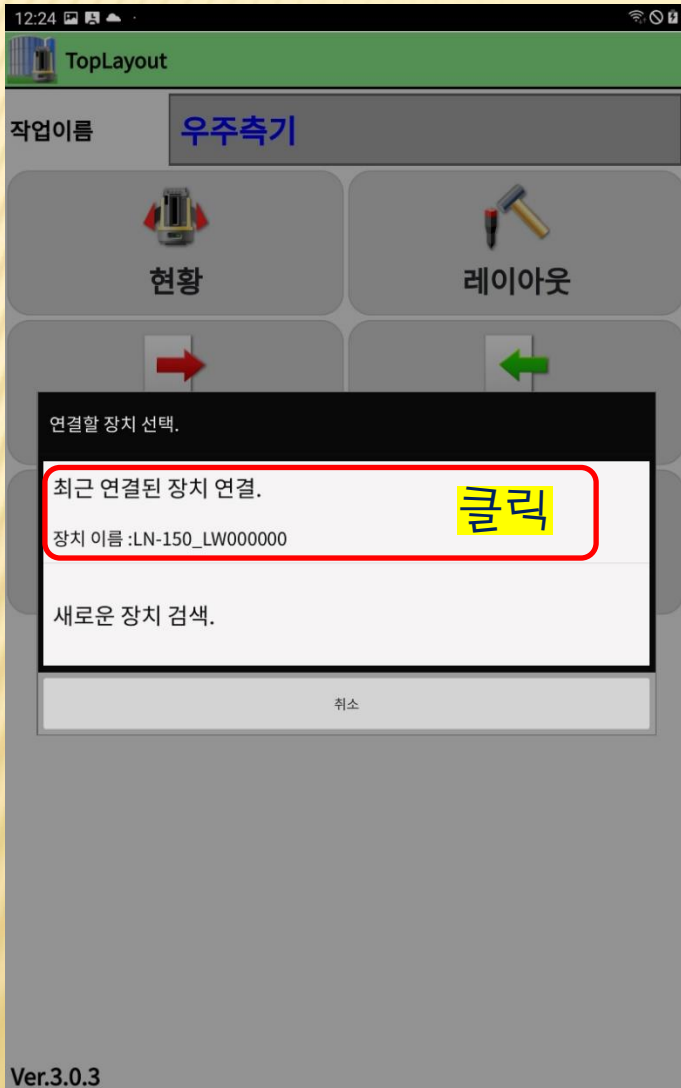 12:24
TopLayout
작업이름
우주측기
현황
레이아웃
연결할 장치 선택.
최근 연결된 장치 연결.
클릭
장치 이름 :LN-150_LW000000
새로운 장치 검색.
취소
Ver.3.0.3